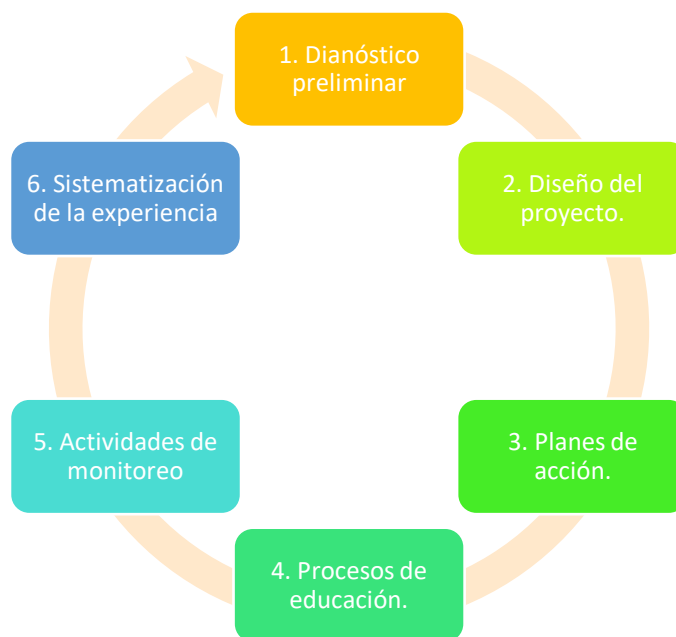 1. Dianóstico
preliminar
2. Diseño del
proyecto.
3. Planes de
acción.
4. Procesos de
educación.
5. Actividades de
monitoreo
6. Sistematización
de la experiencia